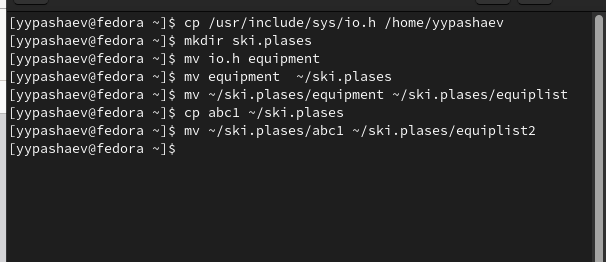 [yypashaev@fedora ~]$ cp /usr/include/sys/io.h /home/yypashaev
[yypashaev@fedora ~]$ mkdir ski.plases
[yypashaev@fedora ~]$ mv io.h equipment
[yypashaev@fedora ~]$ mv equipment  ~/ski.plases
[yypashaev@fedora ~]$ mv ~/ski.plases/equipment ~/ski.plases/equiplist
[yypashaev@fedora ~]$ cp abc1 ~/ski.plases
[yypashaev@fedora ~]$ mv ~/ski.plases/abc1 ~/ski.plases/equiplist2
[yypashaev@fedora ~]$